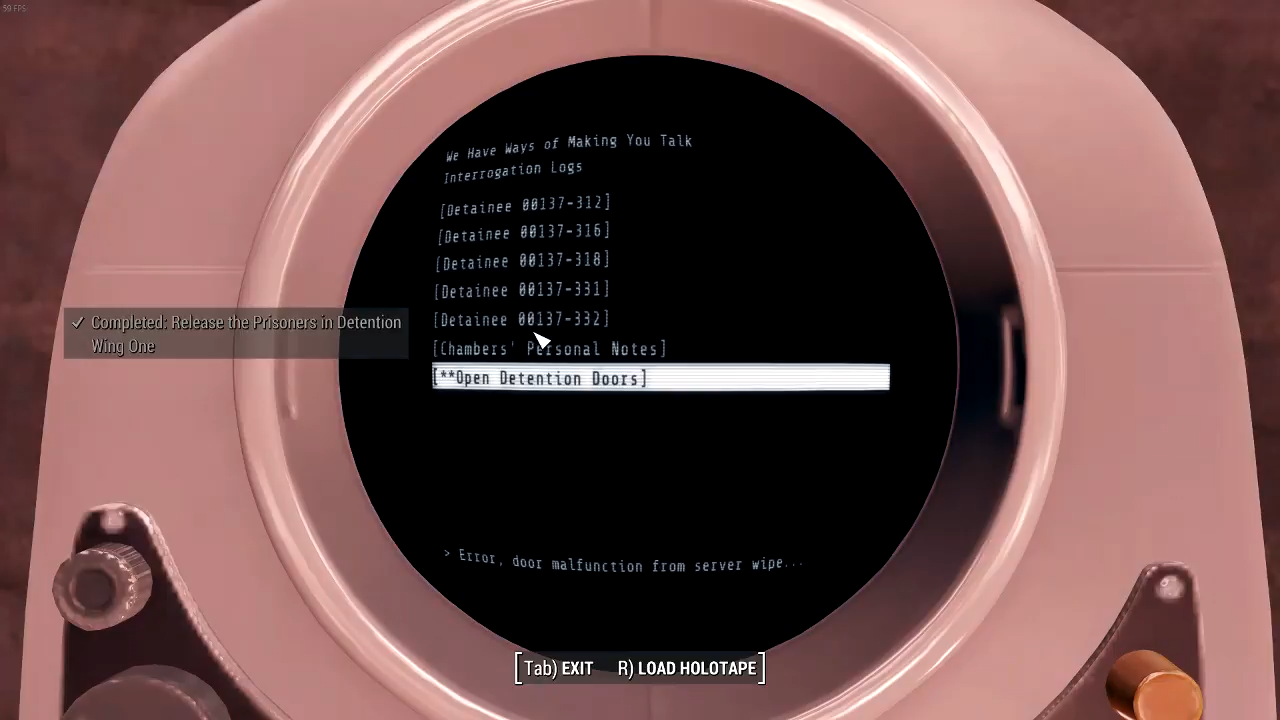 59 FPS
We Have Ways of Making You Talk
Interrogation Logs
[Detainee 00137-312]
[Detainee 00137-316]
[Detainee 00137-318]
[Detainee 00137-331]
[Detainee 00137-332]
[Chambers' Personal Notes]
[**Open Detention Doors]
✓ Completed: Release the Prisoners in Detention
Wing One
> Error, door malfunction from server wipe...
[Tab) EXIT R) LOAD HOLOTAPE]